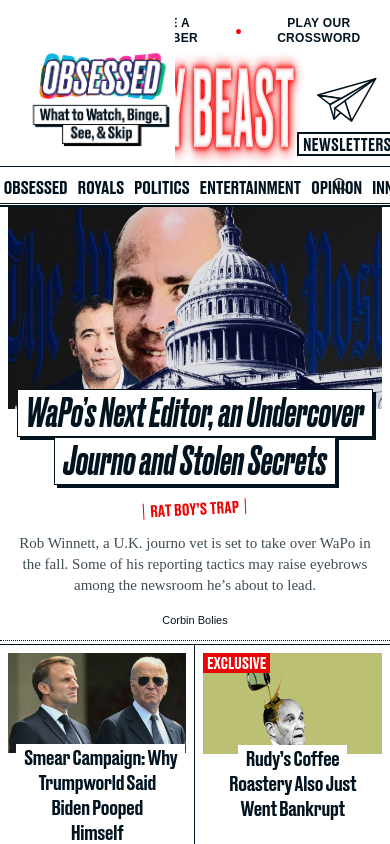 PLAY OUR
CROSSWORD
OBSESSED
What to Watch, Binge,
See, & Skip
BEAST
NEWSLETTERS
OBSESSED ROYALS POLITICS ENTERTAINMENT OPINION INN
WaPo's Next Editor, an Undercover
Journo and Stolen Secrets
RAT BOY'S TRAP
Rob Winnett, a U.K. journo vet is set to take over WaPo in
the fall. Some of his reporting tactics may raise eyebrows
among the newsroom he's about to lead.
Corbin Bolies
Smear Campaign: Why
Trumpworld Said
Biden Pooped
Himself
EXCLUSIVE
Rudy's Coffee
Roastery Also Just
Went Bankrupt